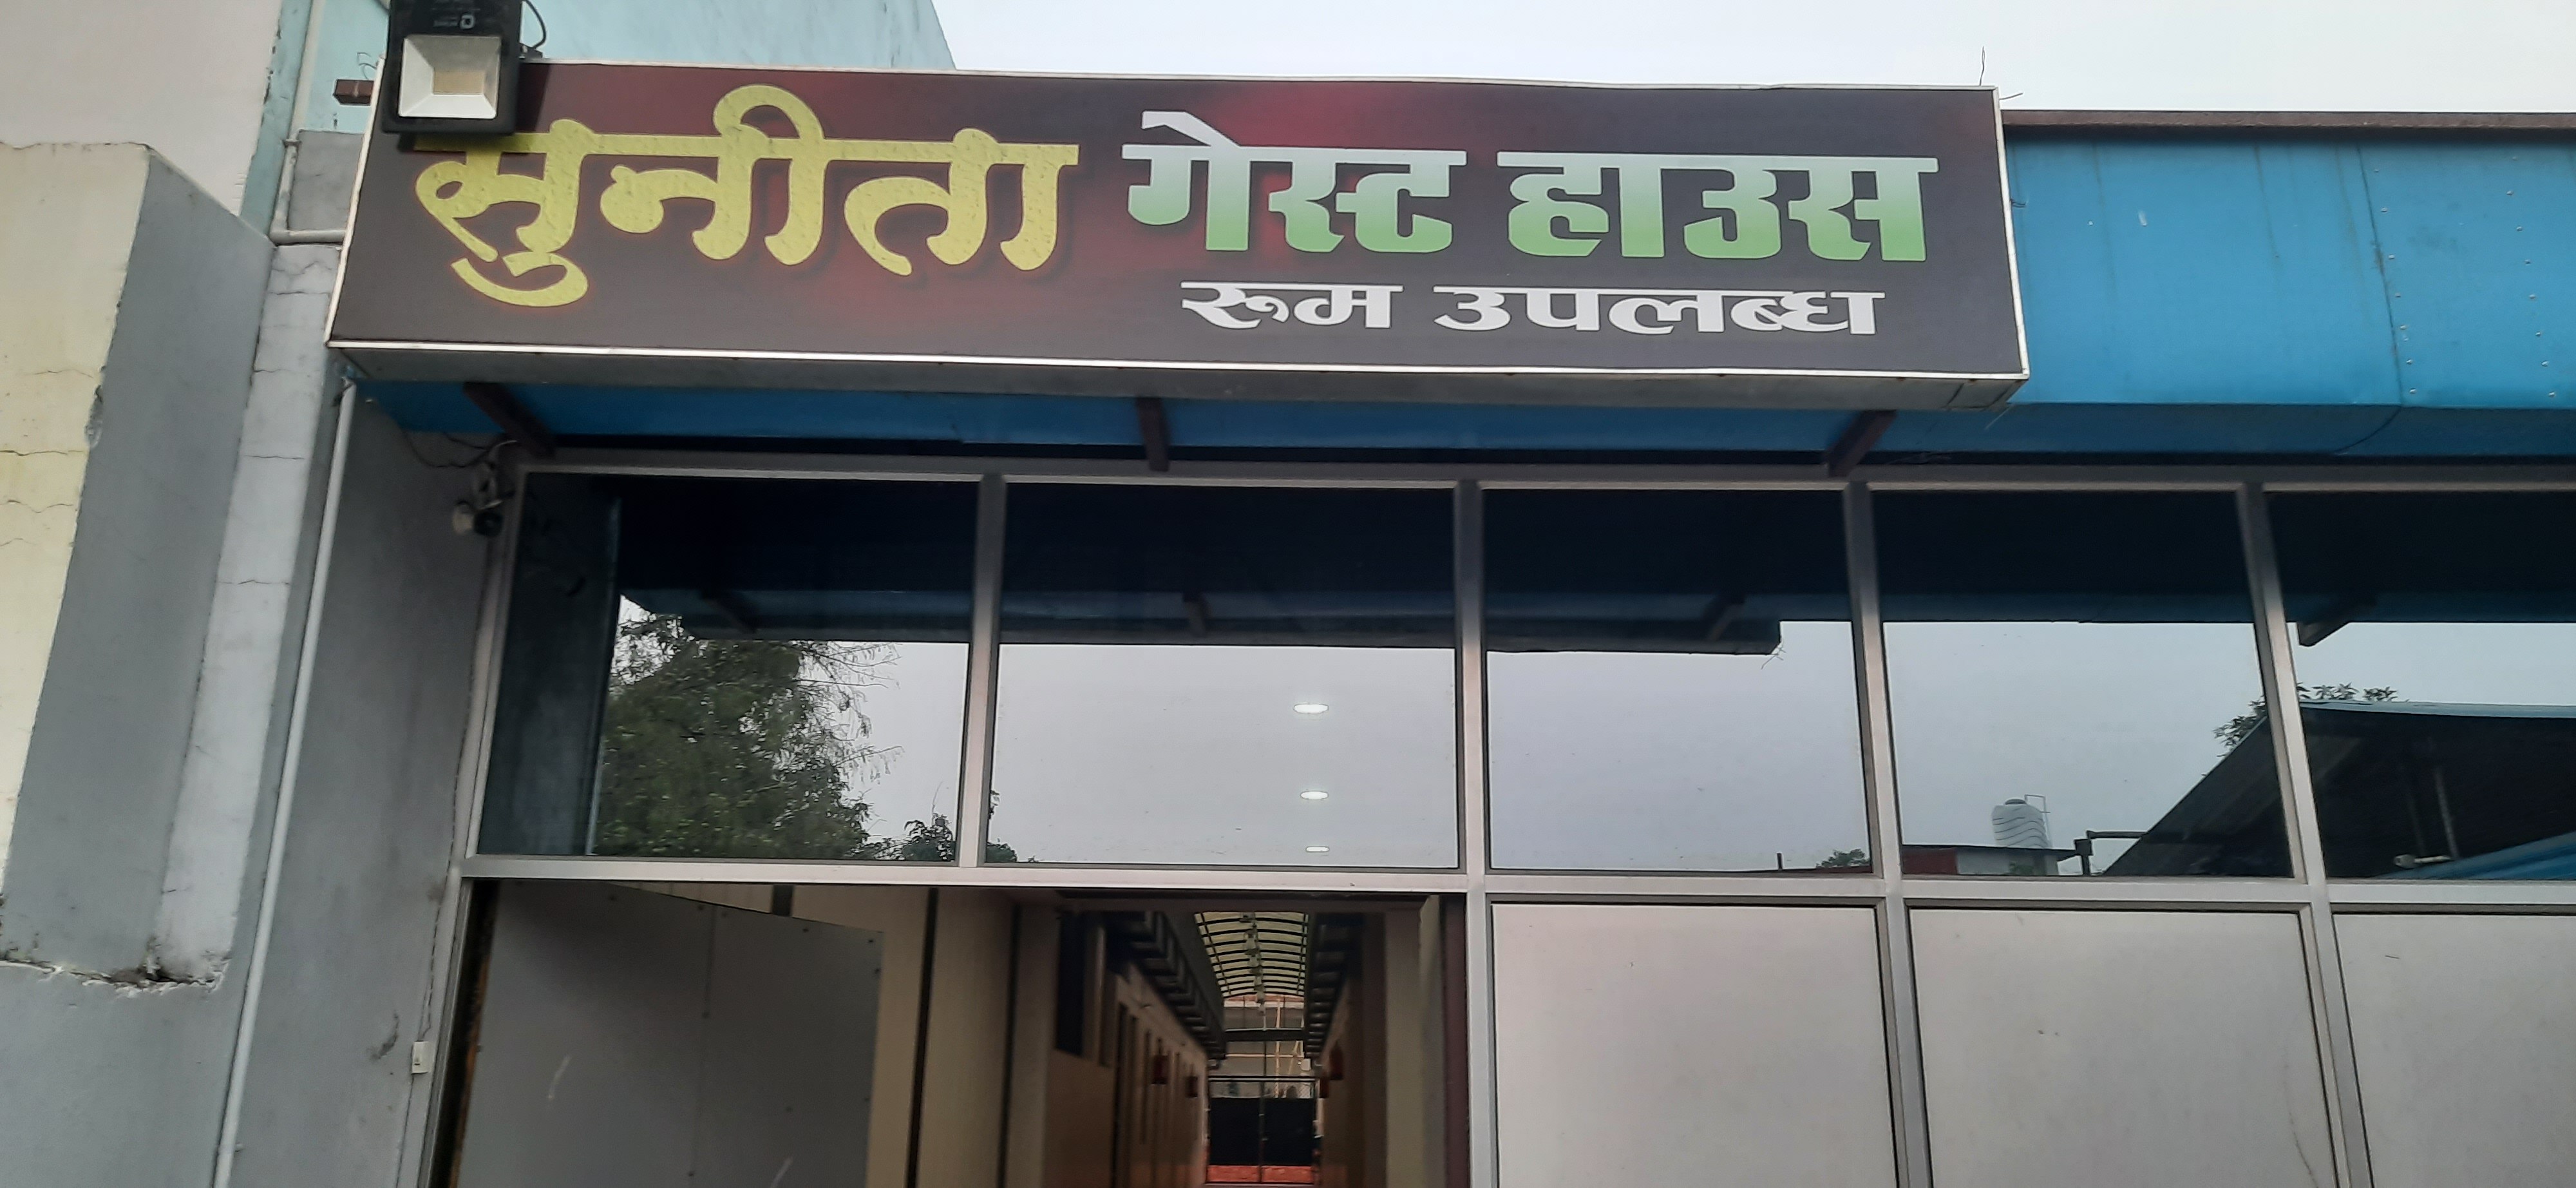 सुनीता गेस्ट हाउस
रूम उपलब्ध